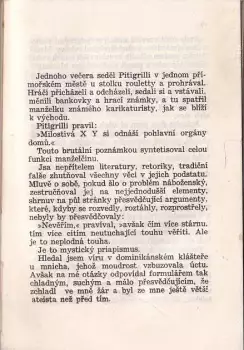 Jednoho večera seděl Pitigrilli v jednom pří-
mořském městě u stolku rouletty a prohrával.
Hráči přicházeli a odcházeli, sedali si a vstávali,
měnili bankovky a hrací známky, a tu spatřil
manželku známého karikaturisty, jak se blíží
k východu.
Pitigrilli pravil:
»Milostivá X Y si odnáší pohlavní orgány
domů.«
Touto brutální poznámkou syntetisoval celou
funkci manželčinu.
Jsa nepřítelem literatury, retoriky, tradiční
falše zhutňoval všechny věci v jejich podstatu.
Mluvě o sobě, pokud šlo o problém náboženský,
zestručňoval jej na nejjednodušší elementy,
shrnuv na půl stránky přesvědčující argumenty,
které, kdyby se rozvedly, roztáhly, rozprostřely,
nebyly by přesvědčovaly:
»Nevěřím,« pravíval, »avšak čím více stárnu,
tím více cítím neutuchající touhu věřiti. Ale
je to neplodná touha.
Je to mystický priapismus.
Hledal jsem víru v dominikánském klášteře
u mnicha, jehož moudrost vzbuzovala úctu.
Avšak na mé otázky odpovídal formulářem tak
chladným, suchým a málo přesvědčujícím, že
zchladil ve mně žár a byl ze mne ještě větší
ateista než před tím.